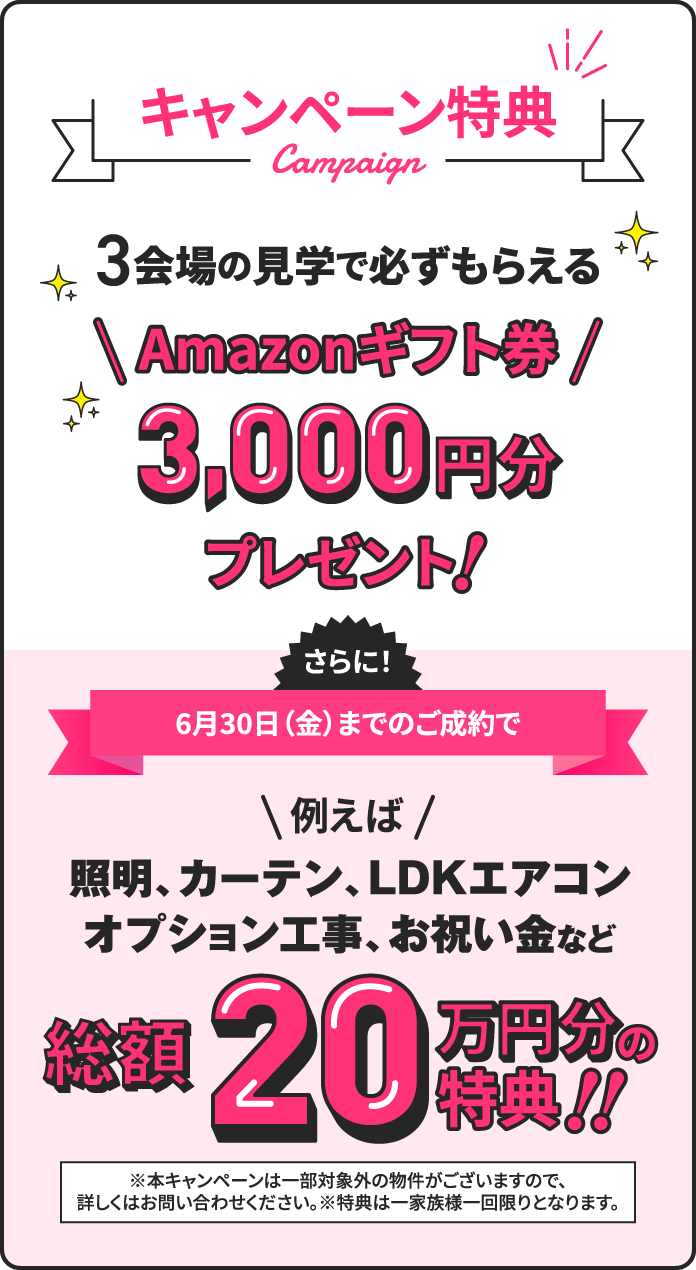 キャンペーン特典
Campaign
3会場の見学で必ずもらえる
Amazonギフト券
3,000円分
プレゼント!
さらに!
6月30日（金）までのご成約で
例えば
照明、カーテン、LDKエアコン
オプション工事、お祝い金など
総額20万円分の
特典!!
※本キャンペーンは一部対象外の物件がございますので、
詳しくはお問い合わせください。※特典は一家族様一回限りとなります。